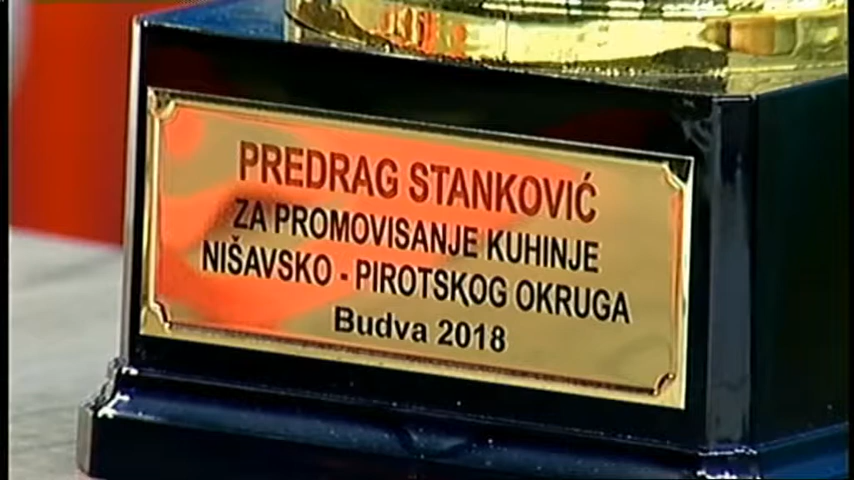 PREDRAG STANKOVIĆ
ZA PROMOVISANJE KUHINJE
NIŠAVSKO - PIROTSKOG OKRUGA
Budva 2018